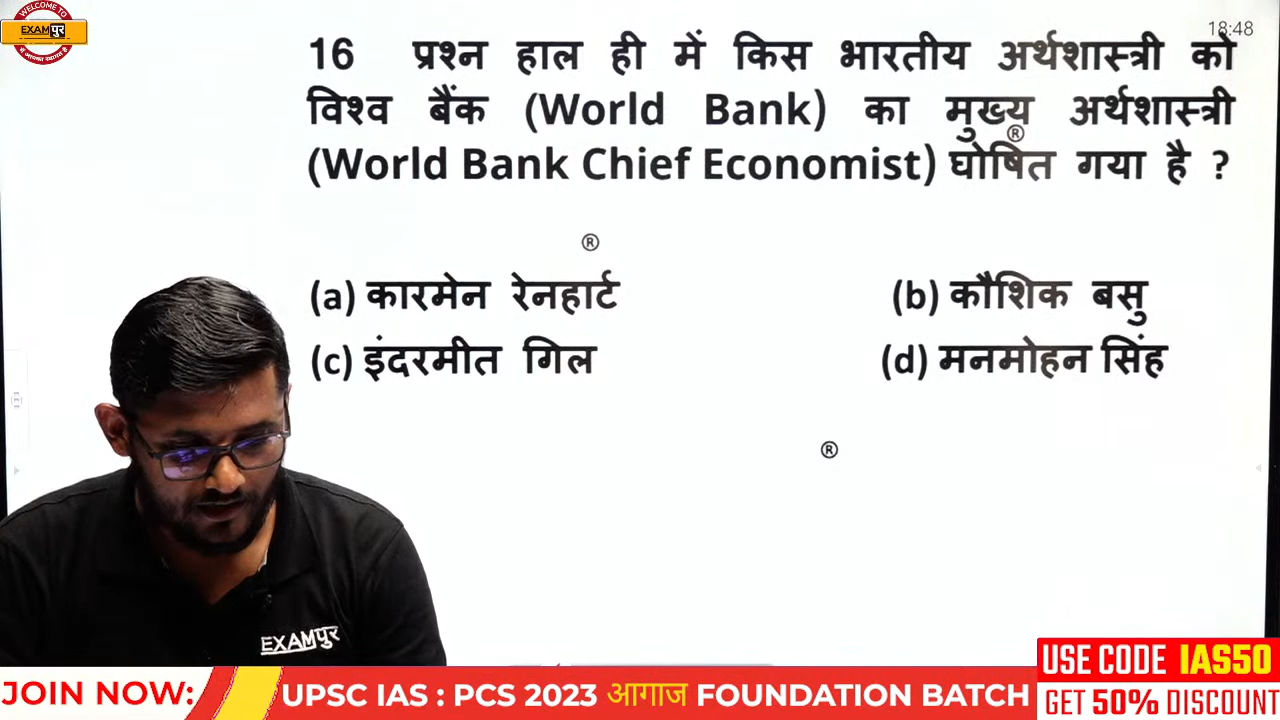 WELCOME TO
EXAMपुर
18:48
16 प्रश्न हाल ही में किस भारतीय अर्थशास्त्री को
विश्व बैंक (World Bank) का मुख्य अर्थशास्त्री
(World Bank Chief Economist) घोषित गया है ?
®
®
(a) कारमेन रेनहार्ट (b) कौशिक बसु
(c) इंदरमीत गिल (d) मनमोहन सिंह
®
EXAMपुर
JOIN NOW: UPSC IAS : PCS 2023 आगाज FOUNDATION BATCH
USE CODE IAS50
GET 50% DISCOUNT